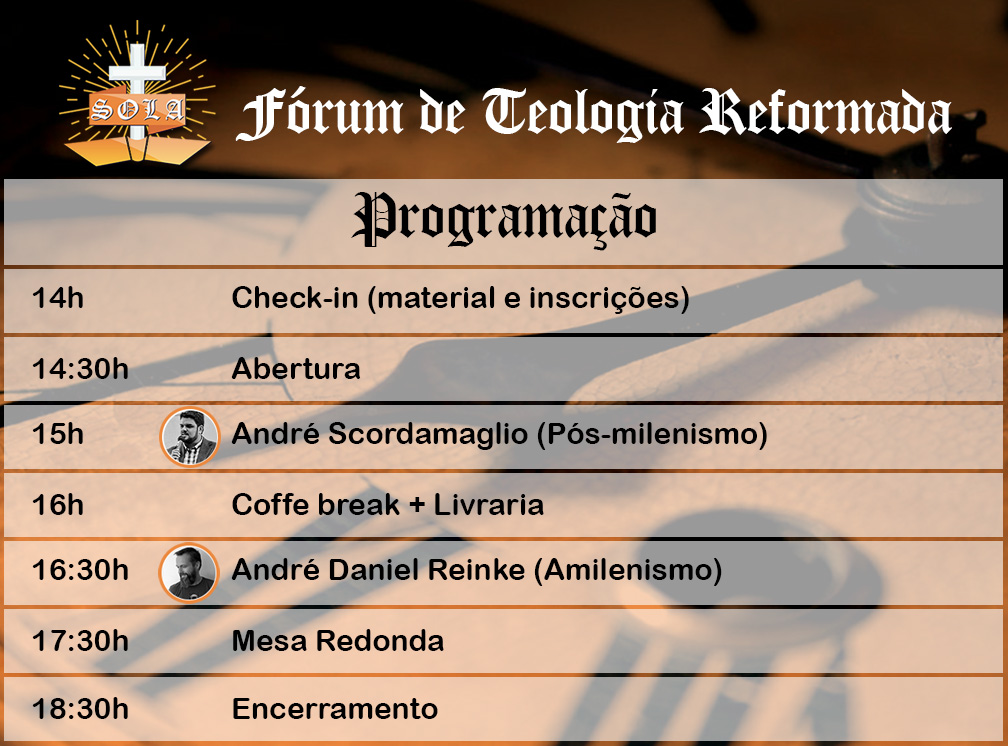 SOLA
Fórum de Teologia Reformada
Programação
14h Check-in (material e inscrições)
14:30h Abertura
15h André Scordamaglio (Pós-milenismo)
16h Coffe break + Livraria
16:30h André Daniel Reinke (Amilenismo)
17:30h Mesa Redonda
18:30h Encerramento